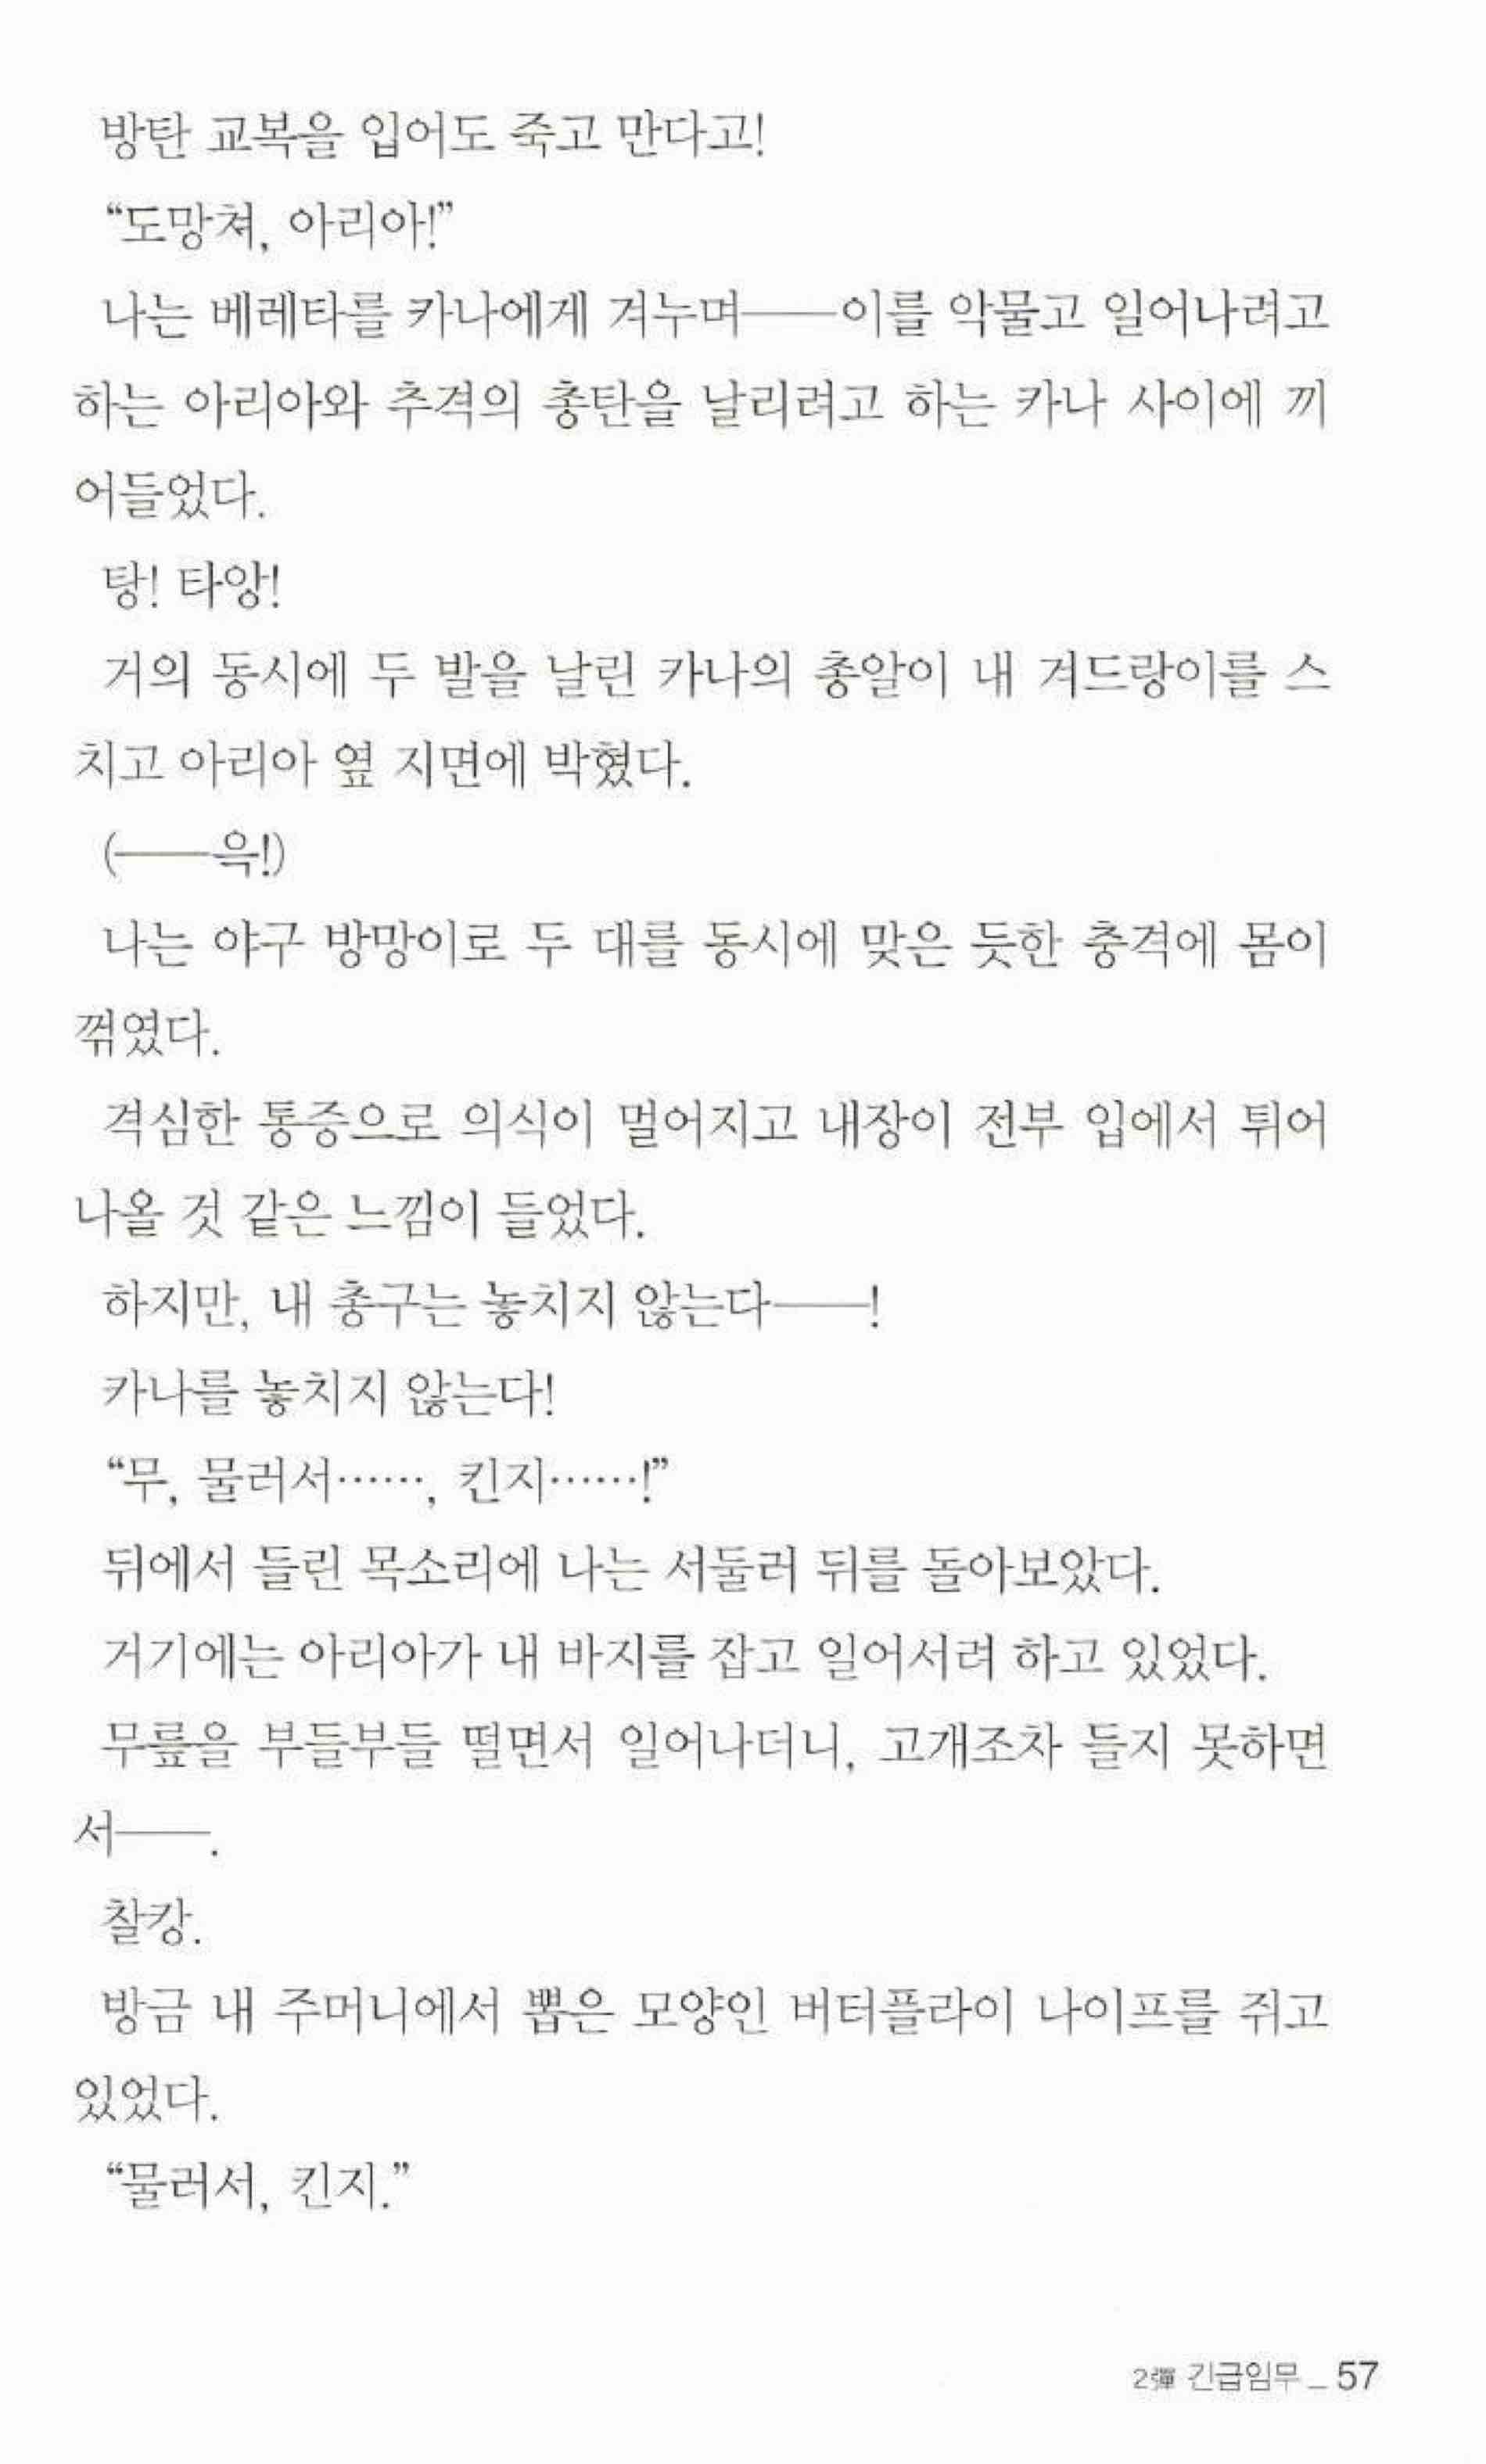 방탄 교복을 입어도 죽고 만다고!
“도망쳐, 아리아!”
나는 베레타를 카나에게 겨누며──이를 악물고 일어나려고
하는 아리아와 추격의 총탄을 날리려고 하는 카나 사이에 끼
어들었다.
탕! 타앙!
거의 동시에 두 발을 날린 카나의 총알이 내 겨드랑이를 스
치고 아리아 옆 지면에 박혔다.
(──윽!)
나는 야구 방망이로 두 대를 동시에 맞은 듯한 충격에 몸이
꺾였다.
격심한 통증으로 의식이 멀어지고 내장이 전부 입에서 튀어
나올 것 같은 느낌이 들었다.
하지만, 내 총구는 놓치지 않는다──!
카나를 놓치지 않는다!
“무, 물러서……, 킨지……!”
뒤에서 들린 목소리에 나는 서둘러 뒤를 돌아보았다.
거기에는 아리아가 내 바지를 잡고 일어서려 하고 있었다.
무릎을 부들부들 떨면서 일어나더니, 고개조차 들지 못하면
서──.
찰캉.
방금 내 주머니에서 뽑은 모양인 버터플라이 나이프를 쥐고
있었다.
“물러서, 킨지.”
2彈 긴급임무 _ 57